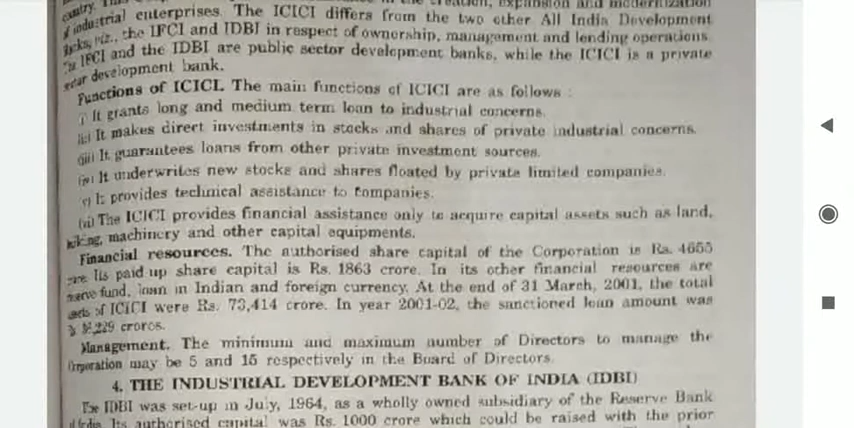 the creation, expansion and modernization
industrial enterprises. The ICICI differs from the two other All India Development
the IFCI and IDBI in respect of ownership, management and lending operations.
IFCI and the IDBI are public sector development banks, while the ICICI is a private
development bank.
Functions of ICICI. The main functions of ICICI are as follows :
(i) It grants long and medium term loan to industrial concerns.
(ii) It makes direct investments in stocks and shares of private industrial concerns.
(iii) It guarantees loans from other private investment sources.
(iv) It underwrites new stocks and shares floated by private limited companies.
(v) It provides technical assistance to companies.
(vi) The ICICI provides financial assistance only to acquire capital assets such as land,
machinery and other capital equipments.
Financial resources. The authorised share capital of the Corporation is Rs. 4655
Its paid up share capital is Rs. 1863 crore. In its other financial resources are
reserve fund, loan in Indian and foreign currency. At the end of 31 March, 2001, the total
of ICICI were Rs. 73,414 crore. In year 2001-02, the sanctioned loan amount was
crores.
Management. The minimum and maximum number of Directors to manage the
Corporation may be 5 and 15 respectively in the Board of Directors.
4. THE INDUSTRIAL DEVELOPMENT BANK OF INDIA (IDBI)
The IDBI was set-up in July, 1964, as a wholly owned subsidiary of the Reserve Bank
Its authorised capital was Rs. 1000 crore which could be raised with the prior